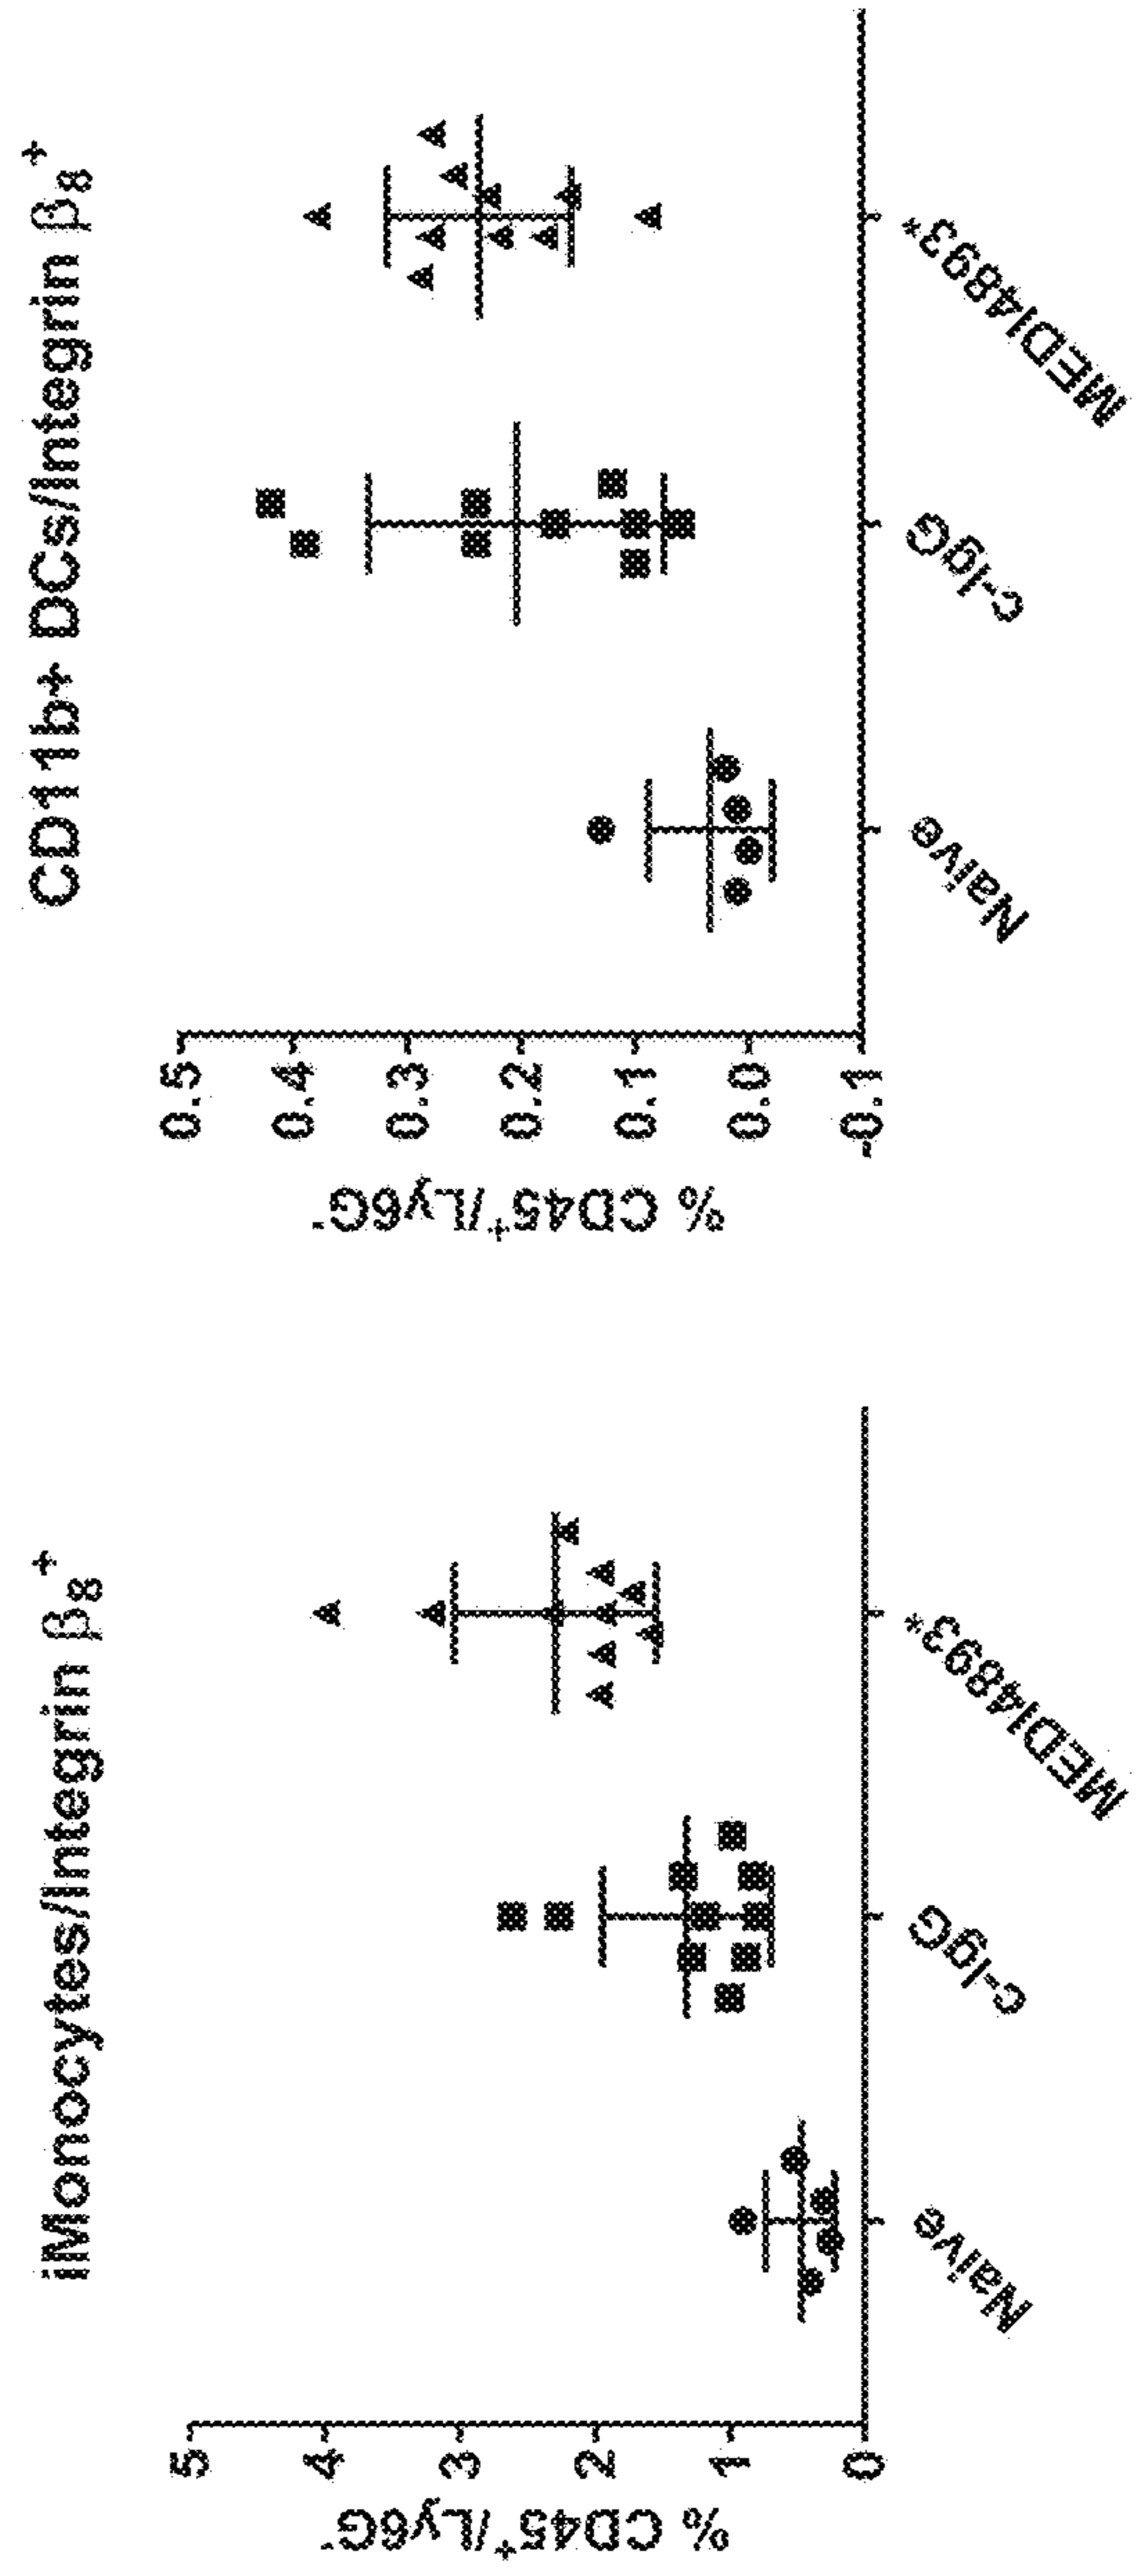 iMonocytes/Integrin β8+
% CD45+/Ly6G-
5
4
3
2
1
0
Naive
c-IgG
MEDI4893*
CD11b+ DCs/Integrin β8+
% CD45+/Ly6G-
0.5
0.4
0.3
0.2
0.1
0.0
-0.1
Naive
c-IgG
MEDI4893*